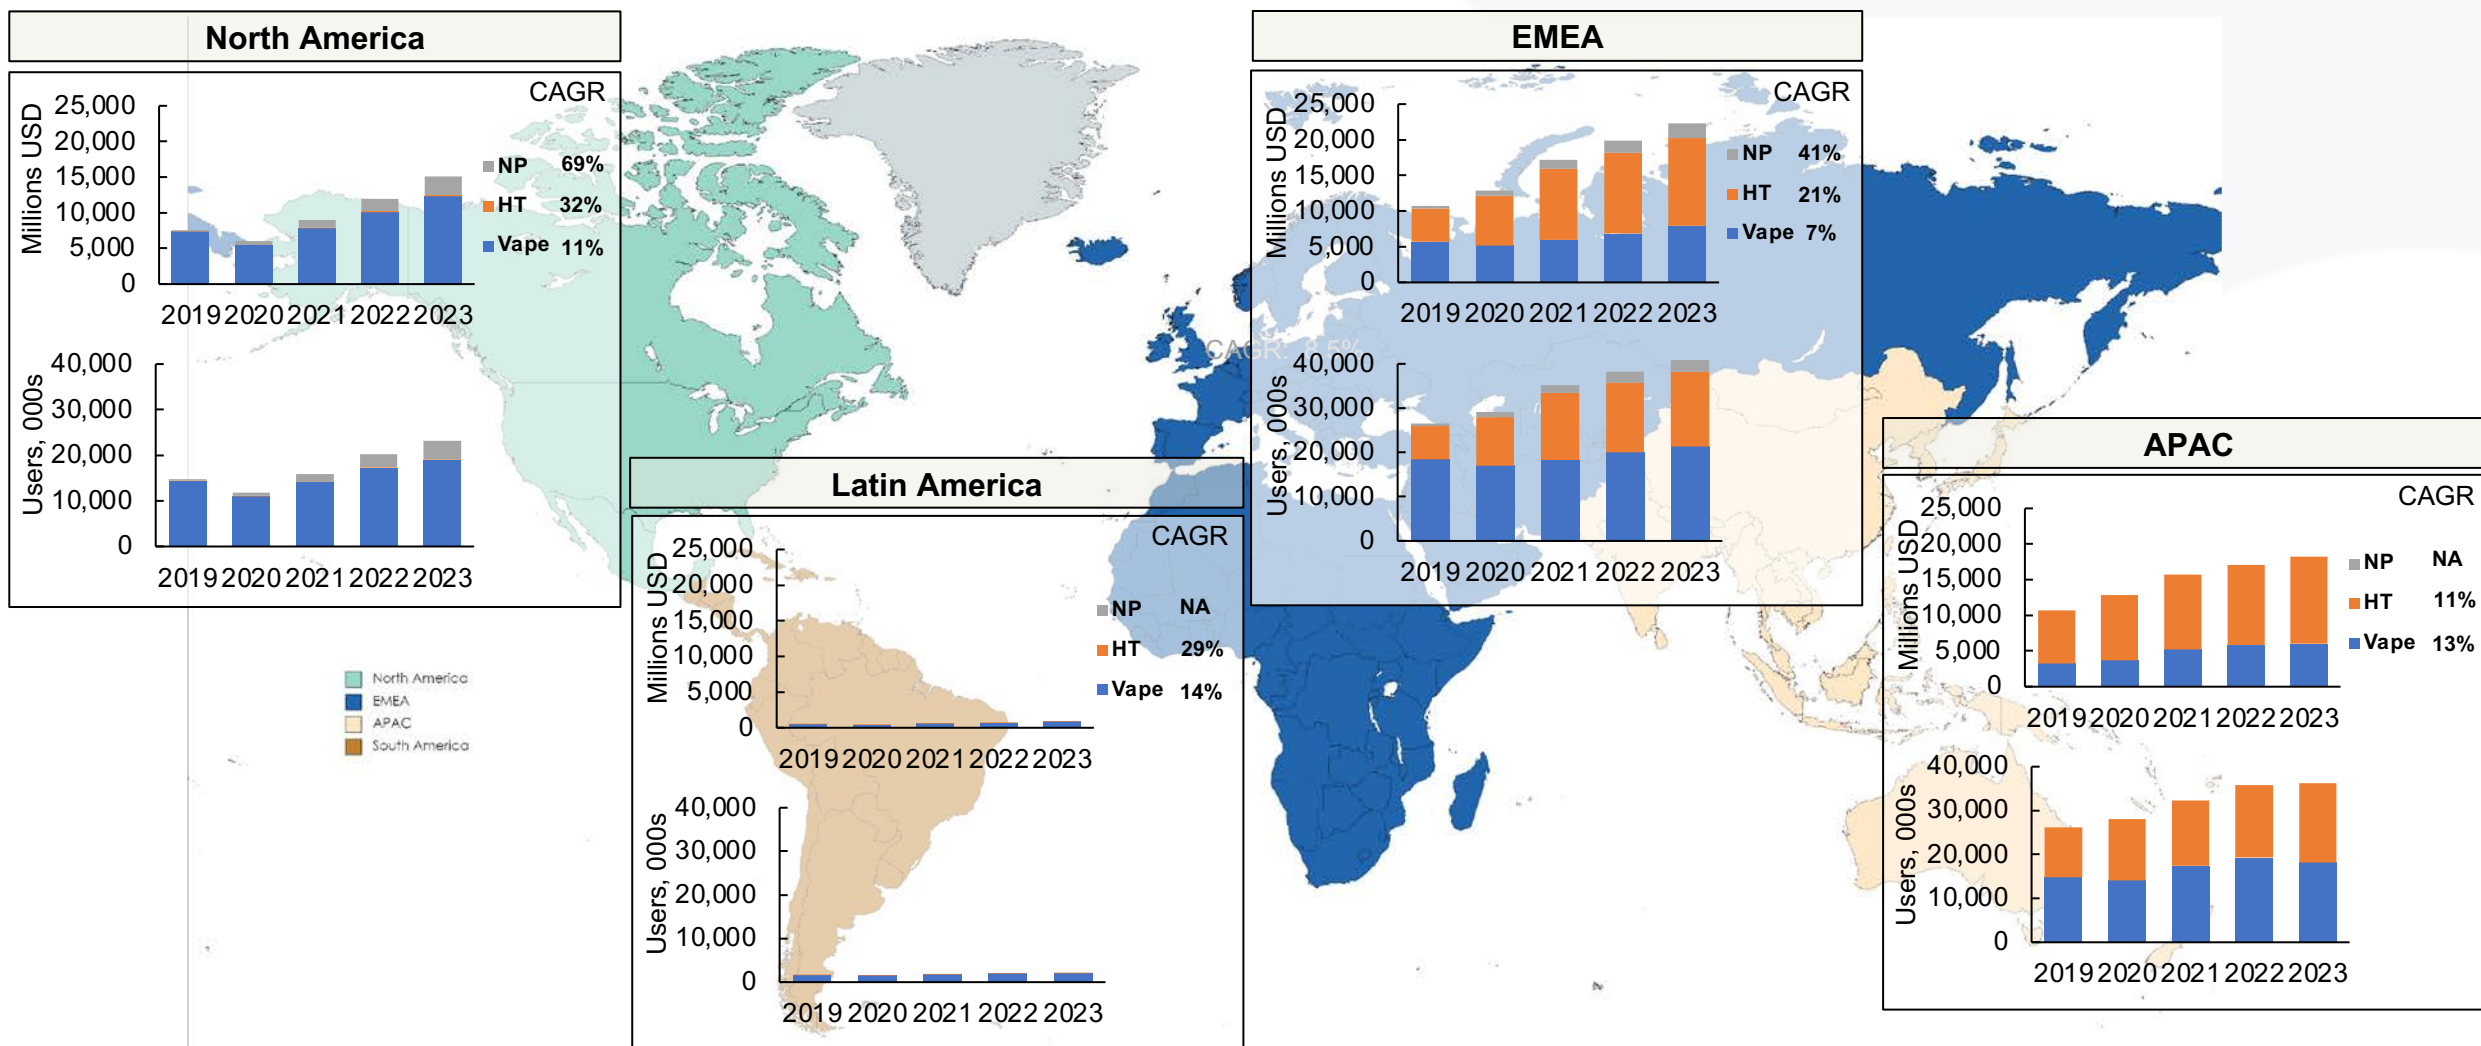 North America
CAGR
Millions USD
25,000
20,000
15,000
10,000
5,000
0
NP 69%
HT 32%
Vape 11%
2019 2020 2021 2022 2023
Users, 000s
40,000
30,000
20,000
10,000
0
2019 2020 2021 2022 2023
EMEA
CAGR
Millions USD
25,000
20,000
15,000
10,000
5,000
0
NP 41%
HT 21%
Vape 7%
2019 2020 2021 2022 2023
CAGR: 8.5%
Users, 000s
40,000
30,000
20,000
10,000
0
2019 2020 2021 2022 2023
Latin America
CAGR
Millions USD
25,000
20,000
15,000
10,000
5,000
0
NP NA
HT 29%
Vape 14%
2019 2020 2021 2022 2023
Users, 000s
40,000
30,000
20,000
10,000
0
2019 2020 2021 2022 2023
APAC
CAGR
Millions USD
25,000
20,000
15,000
10,000
5,000
0
NP NA
HT 11%
Vape 13%
2019 2020 2021 2022 2023
Users, 000s
40,000
30,000
20,000
10,000
0
2019 2020 2021 2022 2023
North America
EMEA
APAC
South America